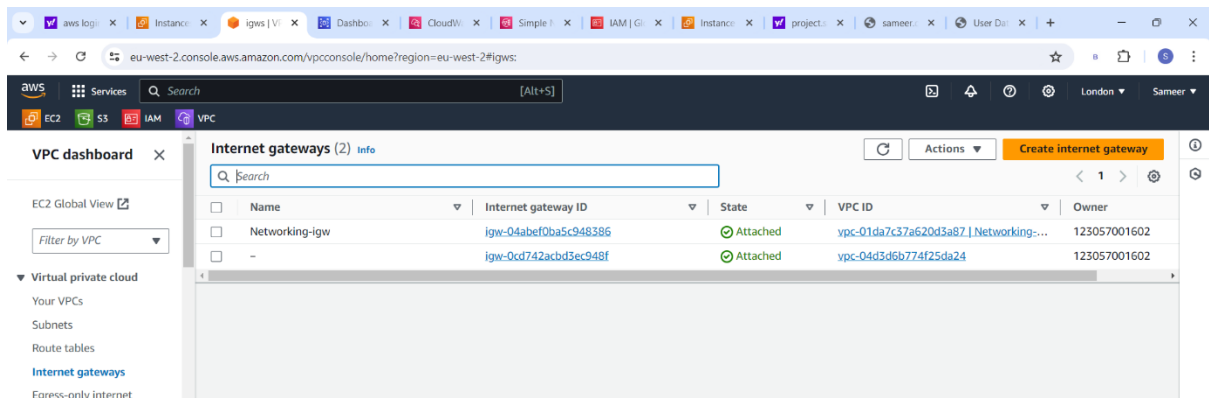 aws logi
Instance:
igws | V
Dashbo
CloudW
Simple
IAM | Gl
Instance
project.s
sameer.c
User Dat
eu-west-2.console.aws.amazon.com/vpcconsole/home?region=eu-west-2#igws:
aws Services Search [Alt+S] London Sameer
EC2 S3 IAM VPC
VPC dashboard
Internet gateways (2) Info
Actions Create internet gateway
Search
1
EC2 Global View
Name Internet gateway ID State VPC ID Owner
Filter by VPC
Networking-igw igw-04abef0ba5c948386 Attached vpc-01da7c37a620d3a87 | Networking-... 123057001602
– igw-0cd742acbd3ec948f Attached vpc-04d3d6b774f25da24 123057001602
Virtual private cloud
Your VPCs
Subnets
Route tables
Internet gateways
Egress-only internet